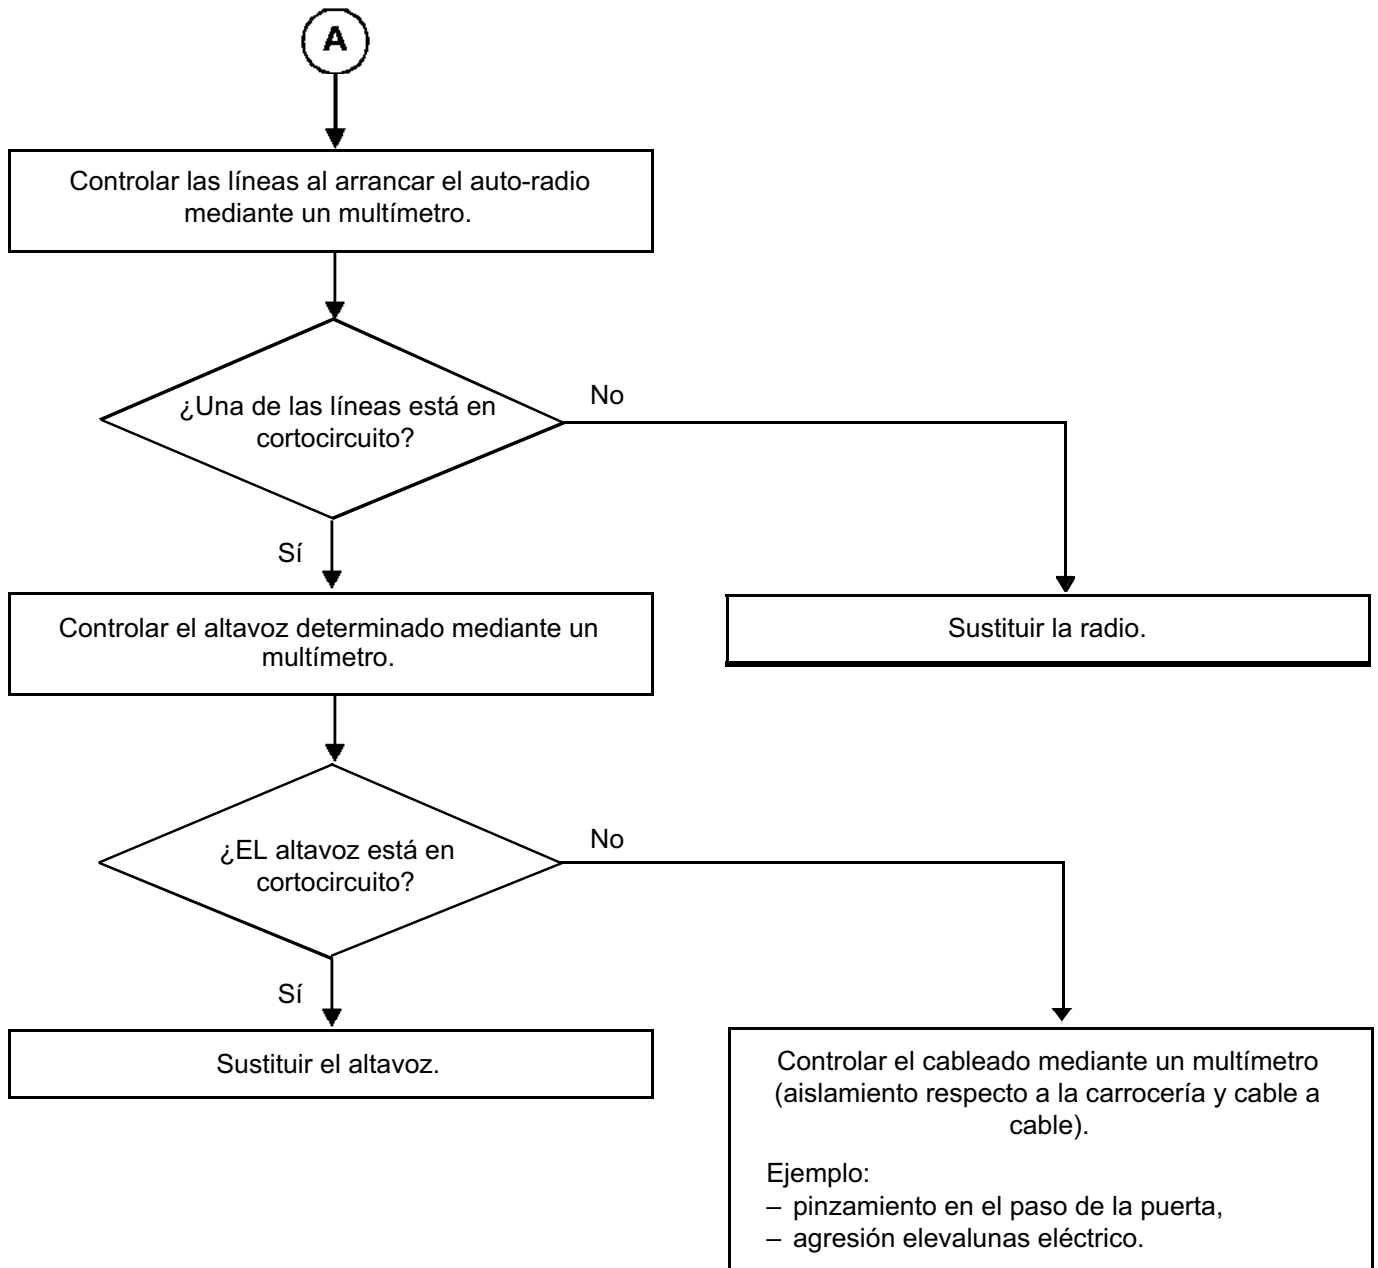 A
Controlar las líneas al arrancar el auto-radio
mediante un multímetro.
¿Una de las líneas está en
cortocircuito?
No
Sí
Controlar el altavoz determinado mediante un
multímetro.
Sustituir la radio.
¿EL altavoz está en
cortocircuito?
No
Sí
Sustituir el altavoz.
Controlar el cableado mediante un multímetro
(aislamiento respecto a la carrocería y cable a
cable).
Ejemplo:
– pinzamiento en el paso de la puerta,
– agresión elevalunas eléctrico.